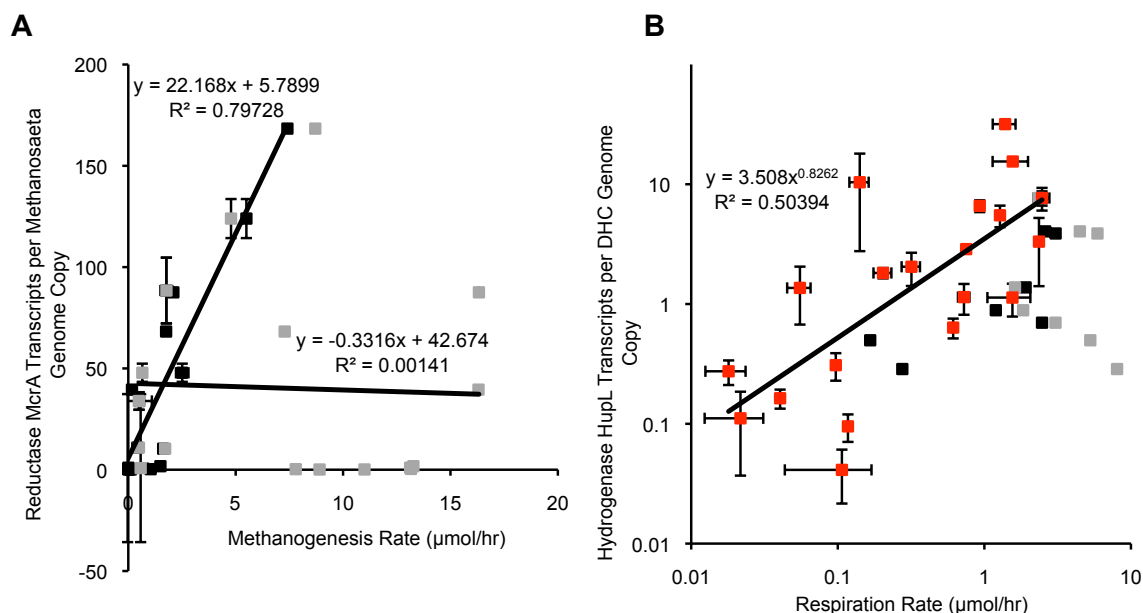 A
Reductase McrA Transcripts per Methanosaeta
Genome Copy
200
150
100
50
0
-50
y = 22.168x + 5.7899
R² = 0.79728
y = -0.3316x + 42.674
R² = 0.00141
0
5
10
15
20
Methanogenesis Rate (µmol/hr)
B
Hydrogenase HupL Transcripts per DHC Genome
Copy
10
1
0.1
0.01
y = 3.508x^0.8262
R² = 0.50394
0.01
0.1
1
10
Respiration Rate (µmol/hr)